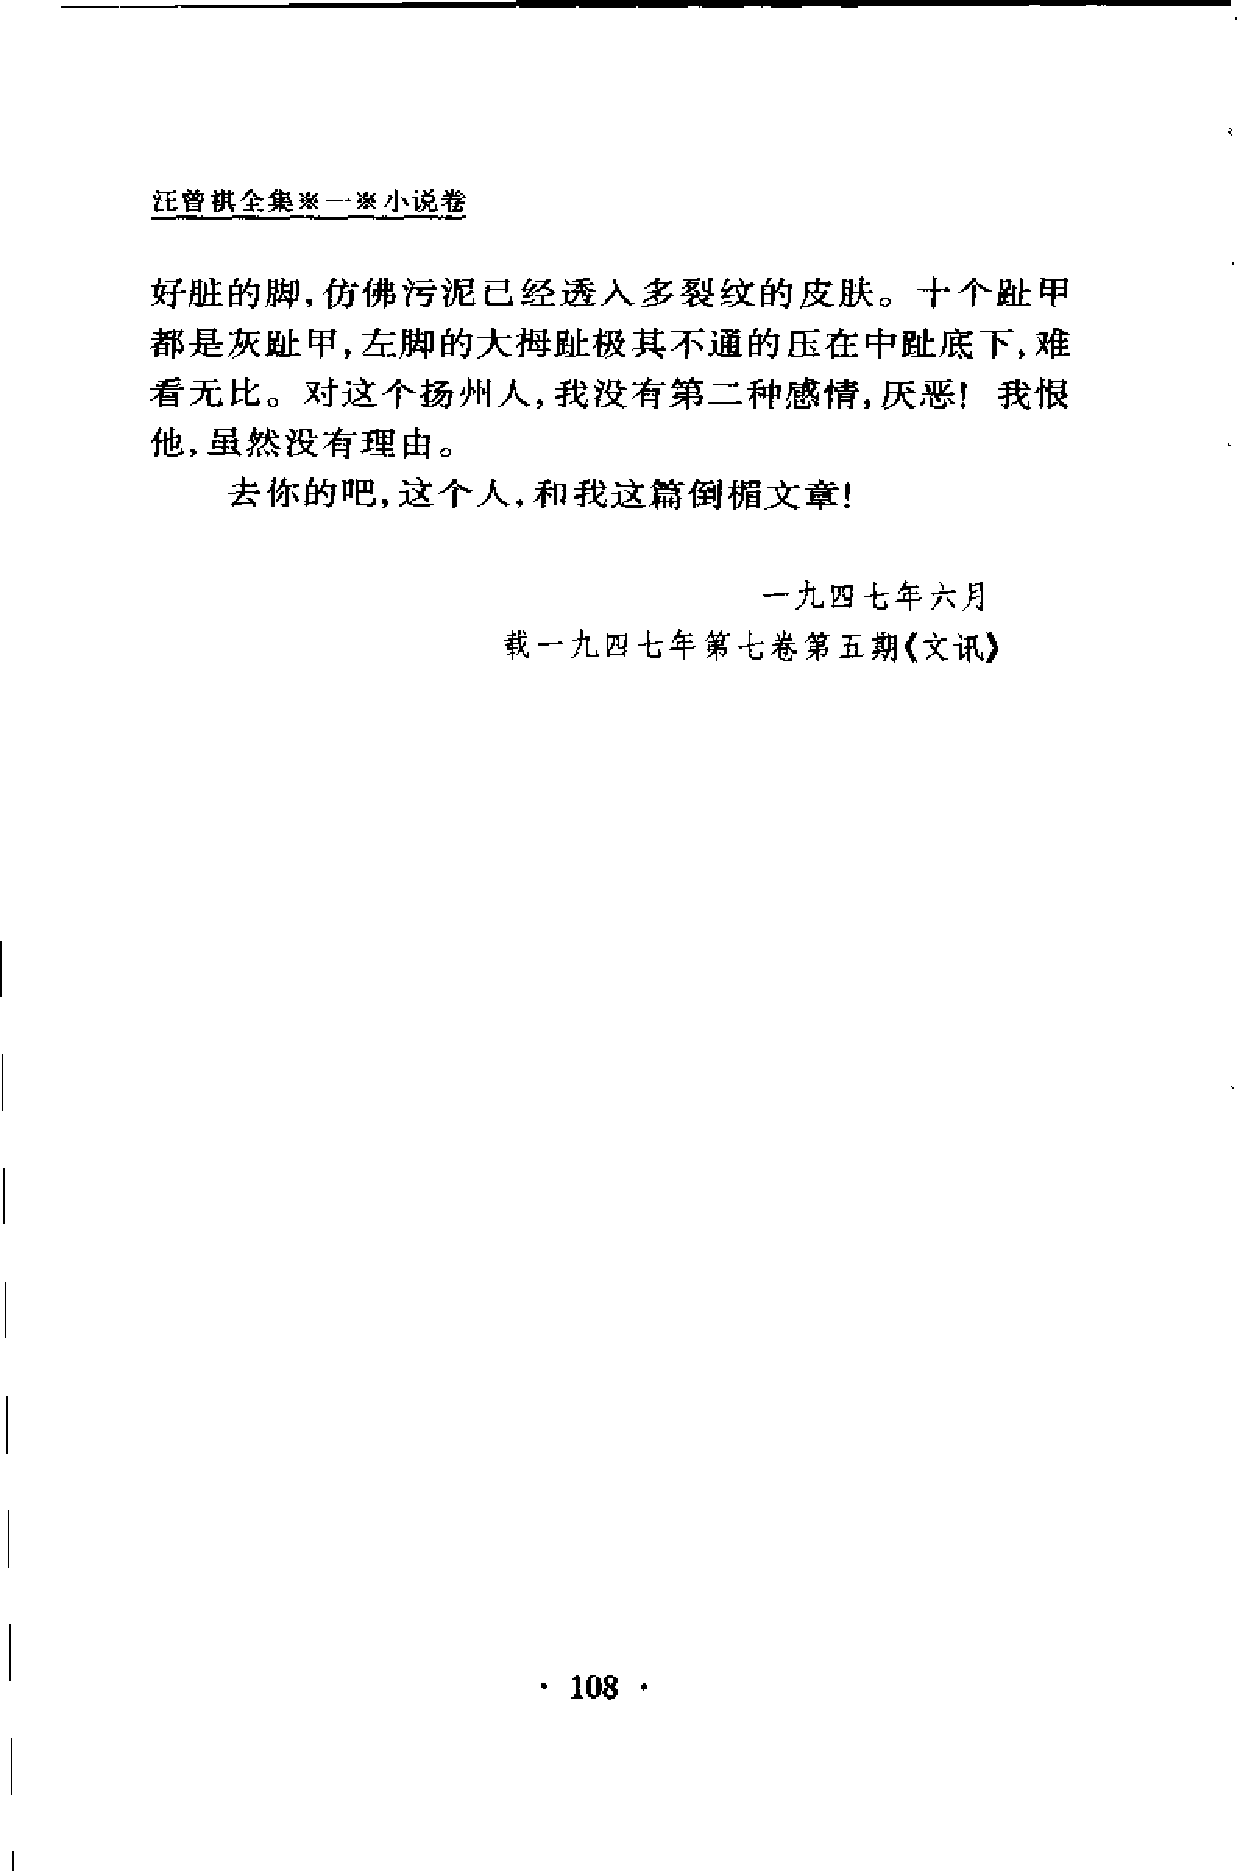 汪曾祺全集※一※小说卷
好脏的脚,仿佛污泥已经透入多裂纹的皮肤。十个趾甲
都是灰趾甲,左脚的大拇趾极其不通的压在中趾底下,难
看无比。对这个扬州人,我没有第二种感情,厌恶!我恨
他,虽然没有理由。
去你的吧,这个人,和我这篇倒楣文章!
一九四七年六月
载一九四七年第七卷第五期《文讯》
· 108 ·